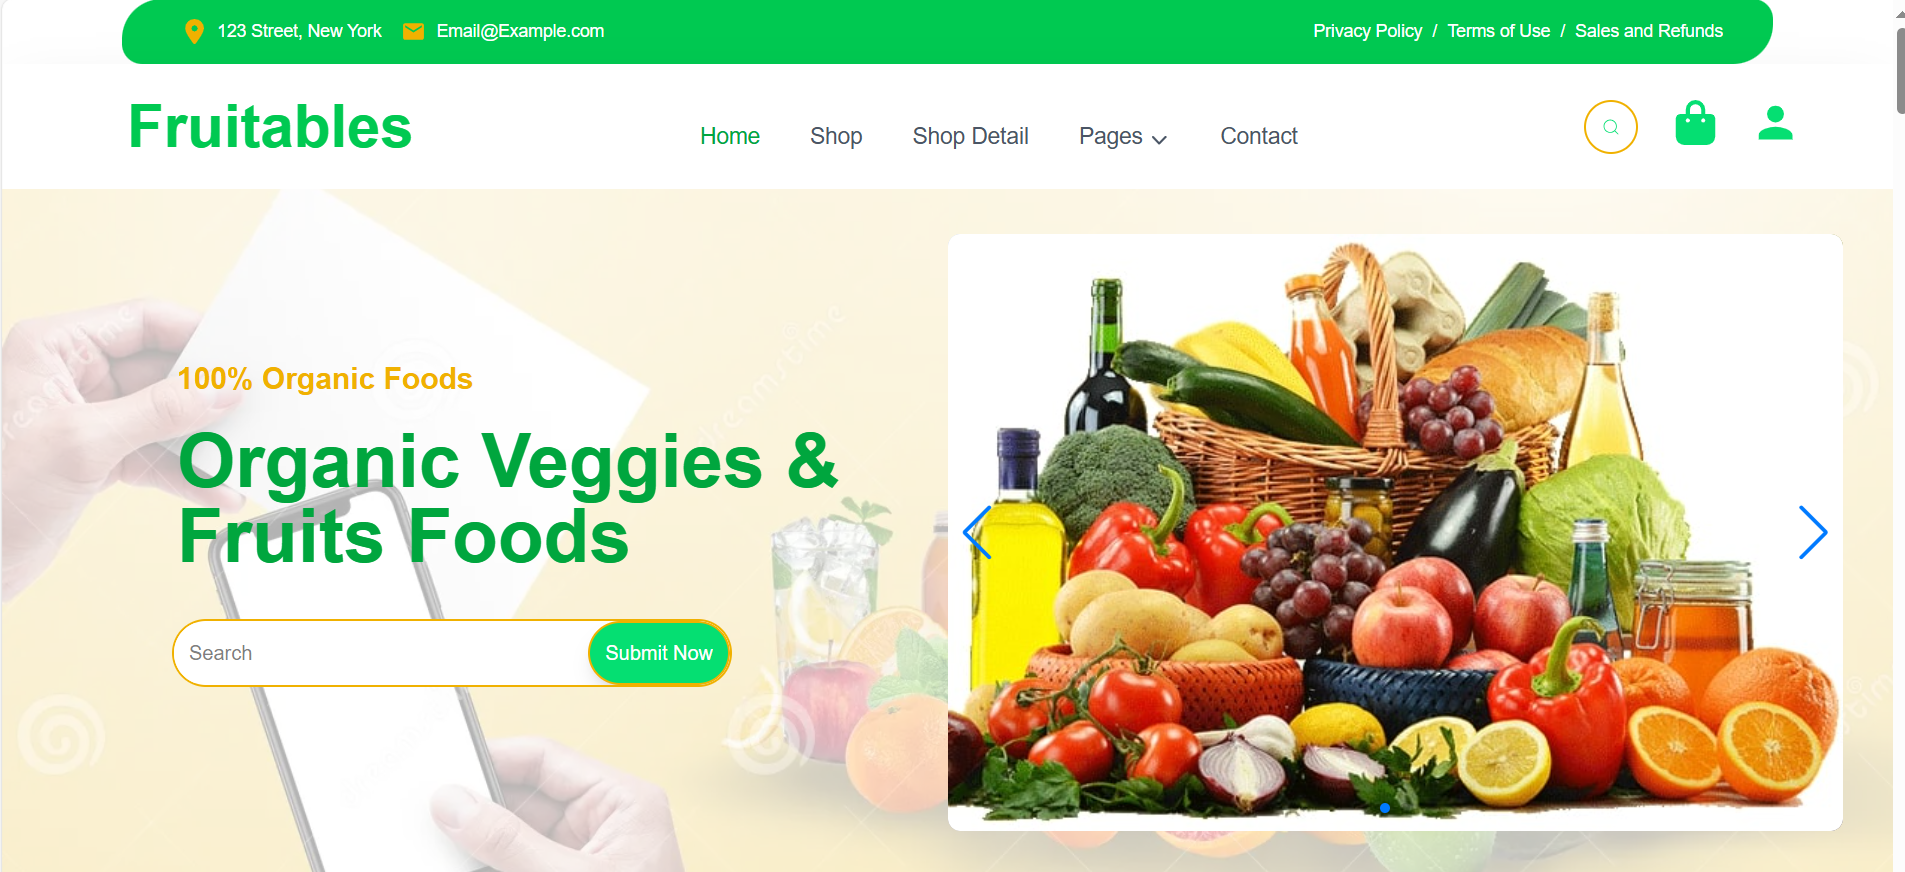 123 Street, New York Email@Example.com Privacy Policy / Terms of Use / Sales and Refunds
Fruitables
Home Shop Shop Detail Pages Contact
100% Organic Foods
Organic Veggies &
Fruits Foods
Search Submit Now
dreamstime